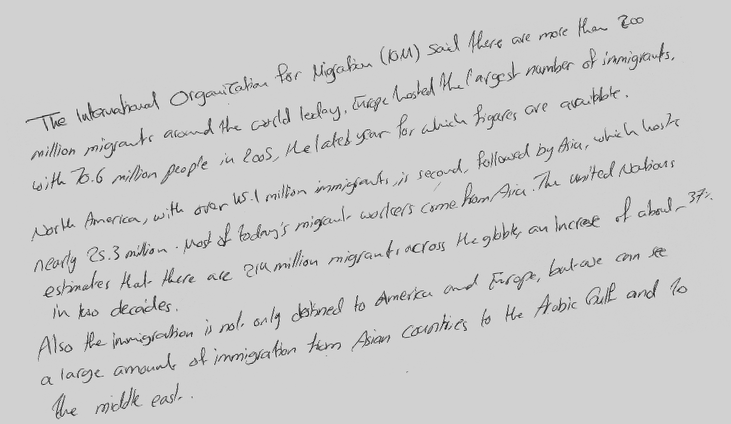 The International Organization for Migration (IOM) said there are more than 200
million migrants around the world today. Europe hosted the largest number of immigrants,
with 70.6 million people in 2005, the lated year for which figares are available.
North America, with over 45.1 million immigrants, is second, followed by Asia, which hosts
nearly 25.3 million. Most of today's migrant workers come from Asia. The united Nations
estimates that there are 214 million migrants across the globe, an increse of about 37%
in two decades.
Also the immigration is not only destined to America and Europe, but we can see
a large amount of immigration from Asian countries to the Arabic Gulf and to
the middle east.